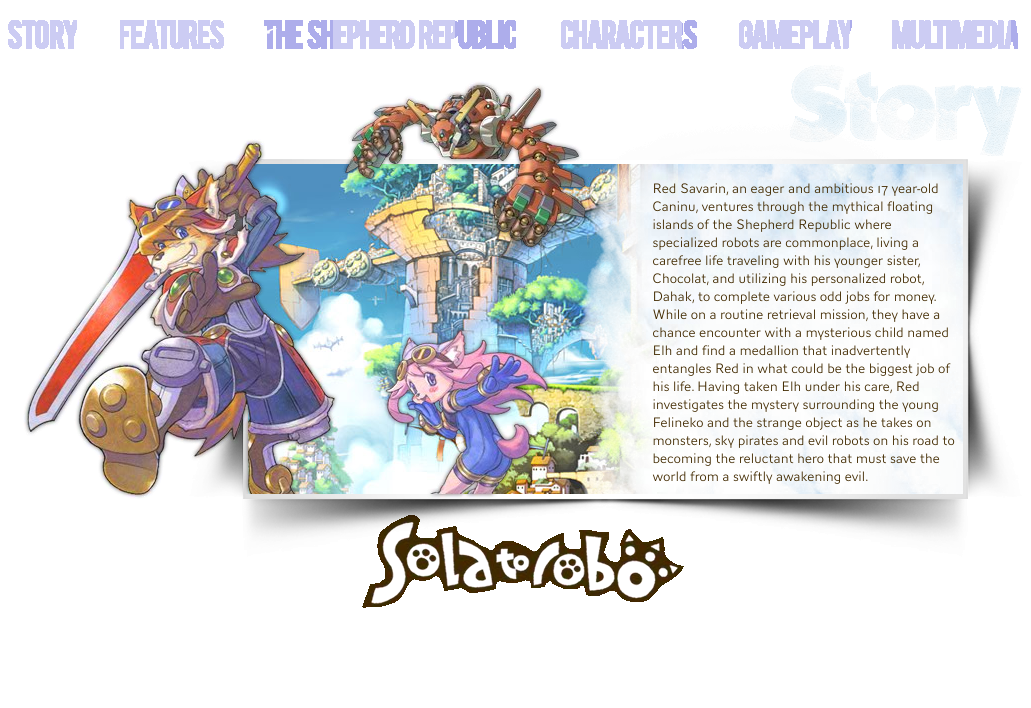 STORY FEATURES THE SHEPHERD REPUBLIC CHARACTERS GAMEPLAY MULTIMEDIA
Story
Red Savarin, an eager and ambitious 17 year-old
Caninu, ventures through the mythical floating
islands of the Shepherd Republic where
specialized robots are commonplace, living a
carefree life traveling with his younger sister,
Chocolat, and utilizing his personalized robot,
Dahak, to complete various odd jobs for money.
While on a routine retrieval mission, they have a
chance encounter with a mysterious child named
Elh and find a medallion that inadvertently
entangles Red in what could be the biggest job of
his life. Having taken Elh under his care, Red
investigates the mystery surrounding the young
Felineko and the strange object as he takes on
monsters, sky pirates and evil robots on his road to
becoming the reluctant hero that must save the
world from a swiftly awakening evil.
Solatorobo